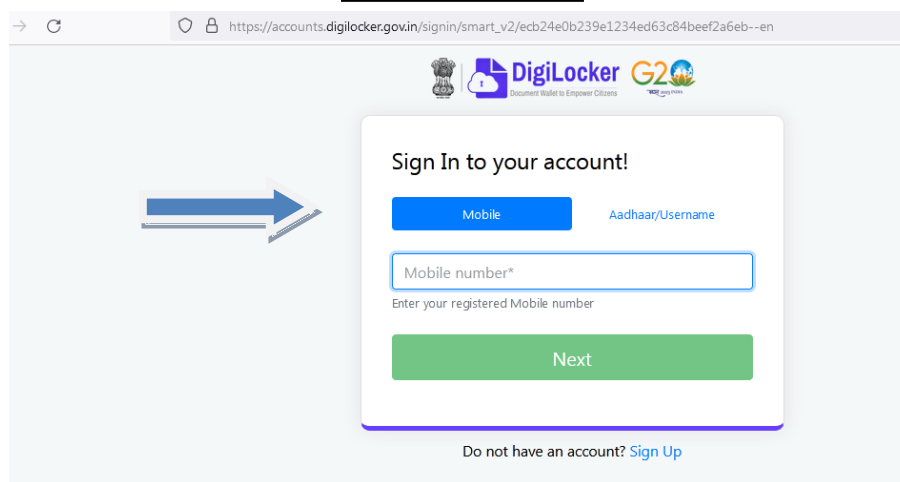 https://accounts.digilocker.gov.in/signin/smart_v2/ecb24e0b239e1234ed63c84beef2a6eb--en
DigiLocker G20
Document Wallet to Empower Citizens
Sign In to your account!
Mobile Aadhaar/Username
Mobile number*
Enter your registered Mobile number
Next
Do not have an account? Sign Up